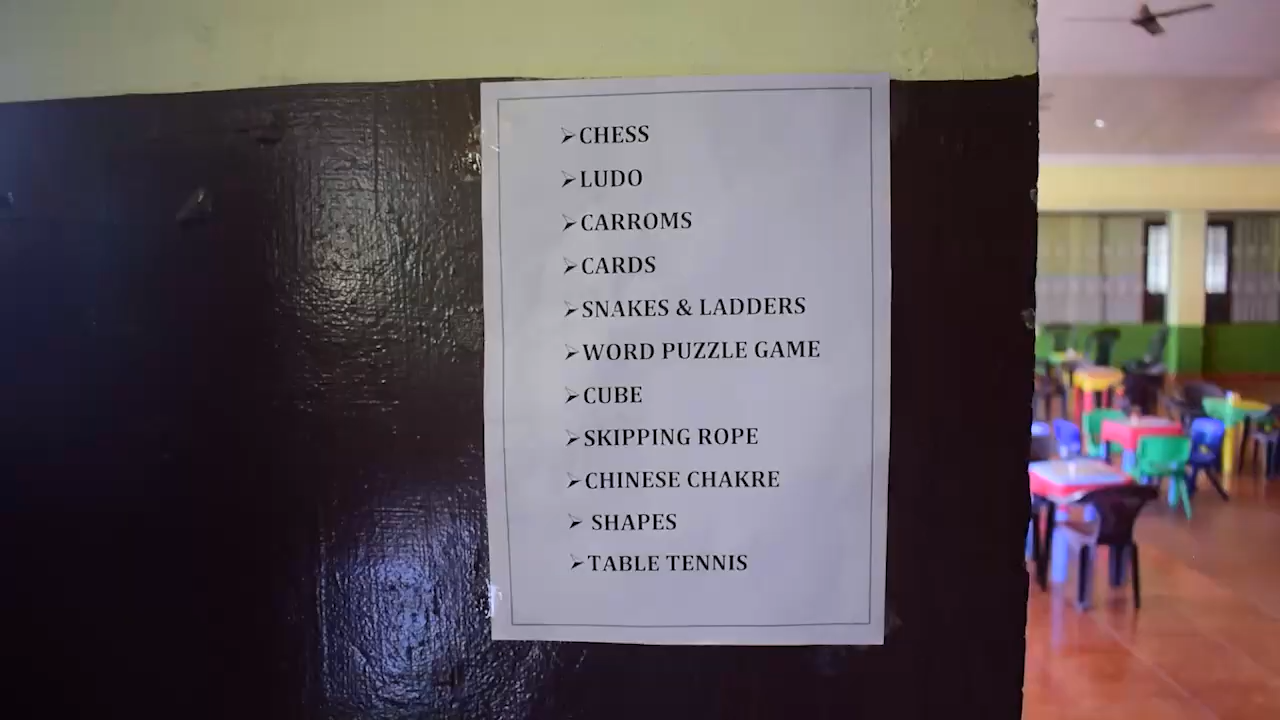 ➢CHESS
➢LUDO
➢CARROMS
➢CARDS
➢SNAKES & LADDERS
➢WORD PUZZLE GAME
➢CUBE
➢SKIPPING ROPE
➢CHINESE CHAKRE
➢ SHAPES
➢TABLE TENNIS